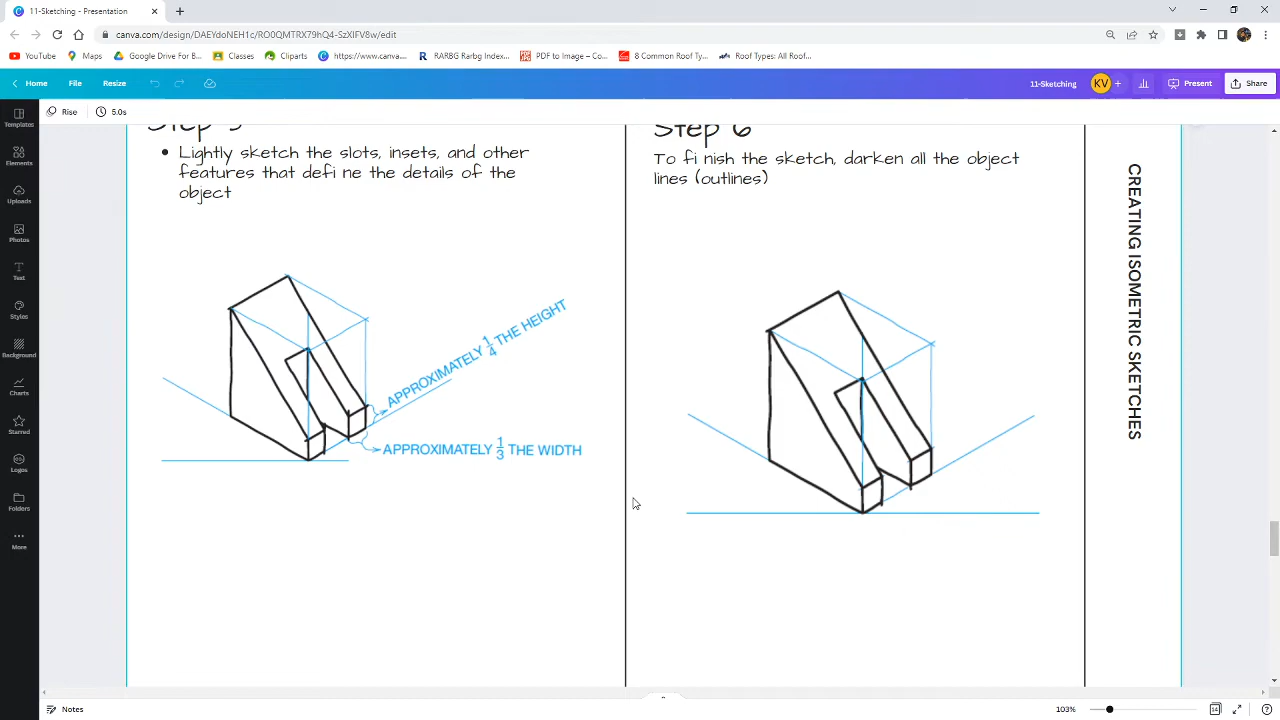 11-Sketching - Presentation
canva.com/design/DAEYdoNEH1c/RO0QMTRX79hQ4-SzXIFV8w/edit
YouTube
Maps
Google Drive For B...
Classes
Cliparts
https://www.canva....
RARBG Rarbg Index...
PDF to Image – Co...
8 Common Roof Ty...
Roof Types: All Roof...
Home
File
Resize
11-Sketching
KV
+
Present
Share
Rise
5.0s
Templates
Elements
Uploads
Photos
Text
Styles
Background
Charts
Starred
Logos
Folders
More
Step 5
• Lightly sketch the slots, insets, and other
features that defi ne the details of the
object
APPROXIMATELY 1/4 THE HEIGHT
APPROXIMATELY 1/3 THE WIDTH
Step 6
To fi nish the sketch, darken all the object
lines (outlines)
CREATING ISOMETRIC SKETCHES
Notes
103%